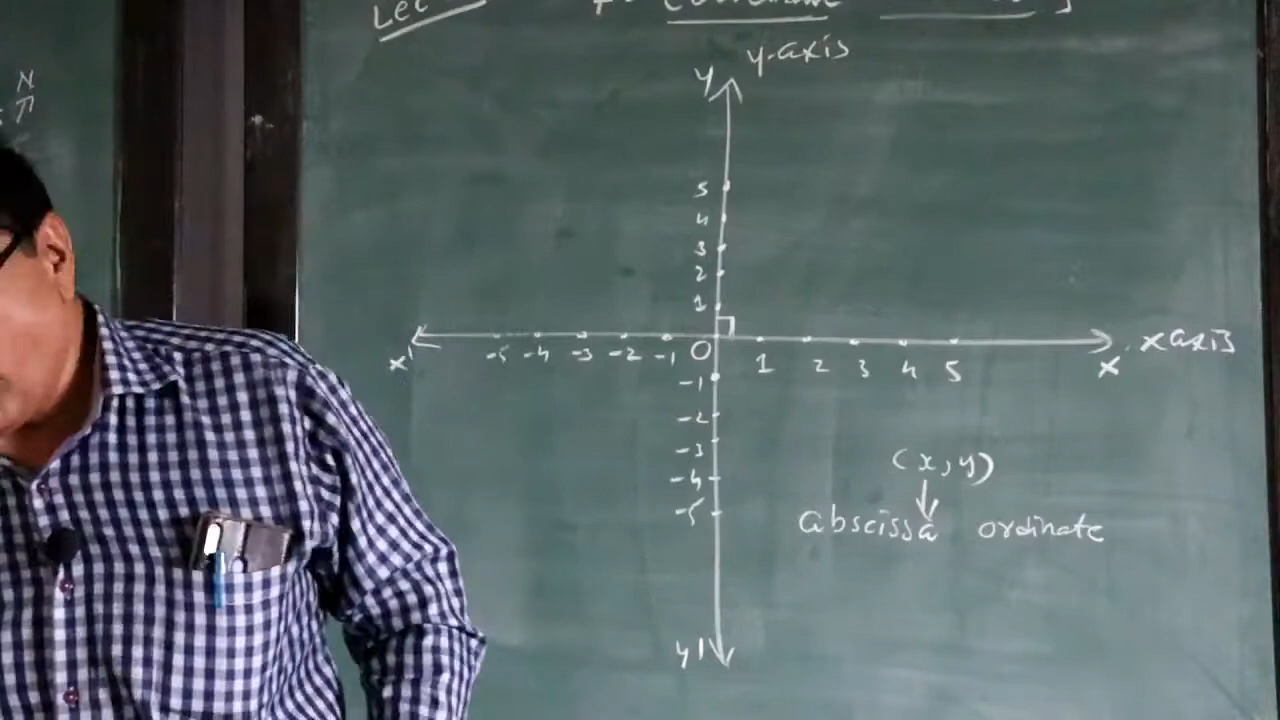 Lec
y-axis
y
5
4
3
2
1
x' -5 -4 -3 -2 -1 O 1 2 3 4 5 x x axis
-1
-2
-3
-4
-5
(x, y)
abscissa ordinate
y'